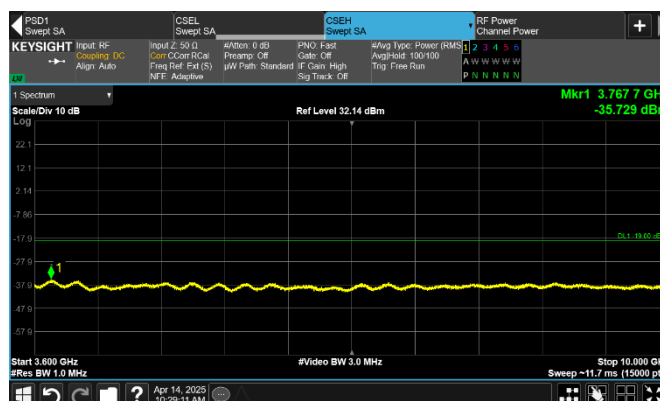 PSD1
Swept SA
CSEL
Swept SA
CSEH
Swept SA
RF Power
Channel Power
KEYSIGHT
Input: RF
Coupling: DC
Align: Auto
Input Z: 50 Ω
Corr CCorr RCal
Freq Ref: Ext (S)
NFE: Adaptive
#Atten: 0 dB
Preamp: Off
µW Path: Standard
PNO: Fast
Gate: Off
IF Gain: High
Sig Track: Off
#Avg Type: Power (RMS
Avg|Hold: 100/100
Trig: Free Run
1 2 3 4 5 6
A W W W W W
P N N N N N
LXI
1 Spectrum
Scale/Div 10 dB
Ref Level 32.14 dBm
Mkr1 3.767 7 GH
-35.729 dB
Log
22.1
12.1
2.14
-7.86
-17.9
-27.9
-37.9
-47.9
-57.9
DL1 -19.00 dB
1
Start 3.600 GHz
#Res BW 1.0 MHz
#Video BW 3.0 MHz
Stop 10.000 G
Sweep ~11.7 ms (15000 pt
?
Apr 14, 2025
10:29:11 AM